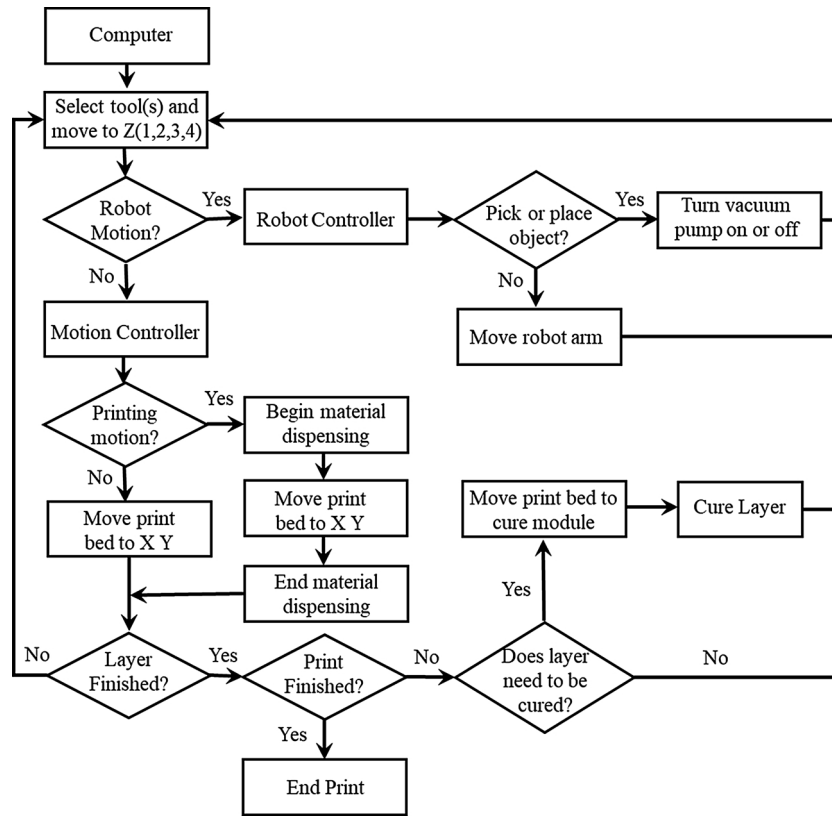 Computer
Select tool(s) and
move to Z(1,2,3,4)
Robot
Motion?
Yes
Robot Controller
Pick or place
object?
Yes
Turn vacuum
pump on or off
No
No
Motion Controller
Move robot arm
Printing
motion?
Yes
Begin material
dispensing
No
Move print
bed to X Y
Move print
bed to X Y
Move print bed to
cure module
Cure Layer
End material
dispensing
Yes
No
Layer
Finished?
Yes
Print
Finished?
No
Does layer
need to be
cured?
No
Yes
End Print